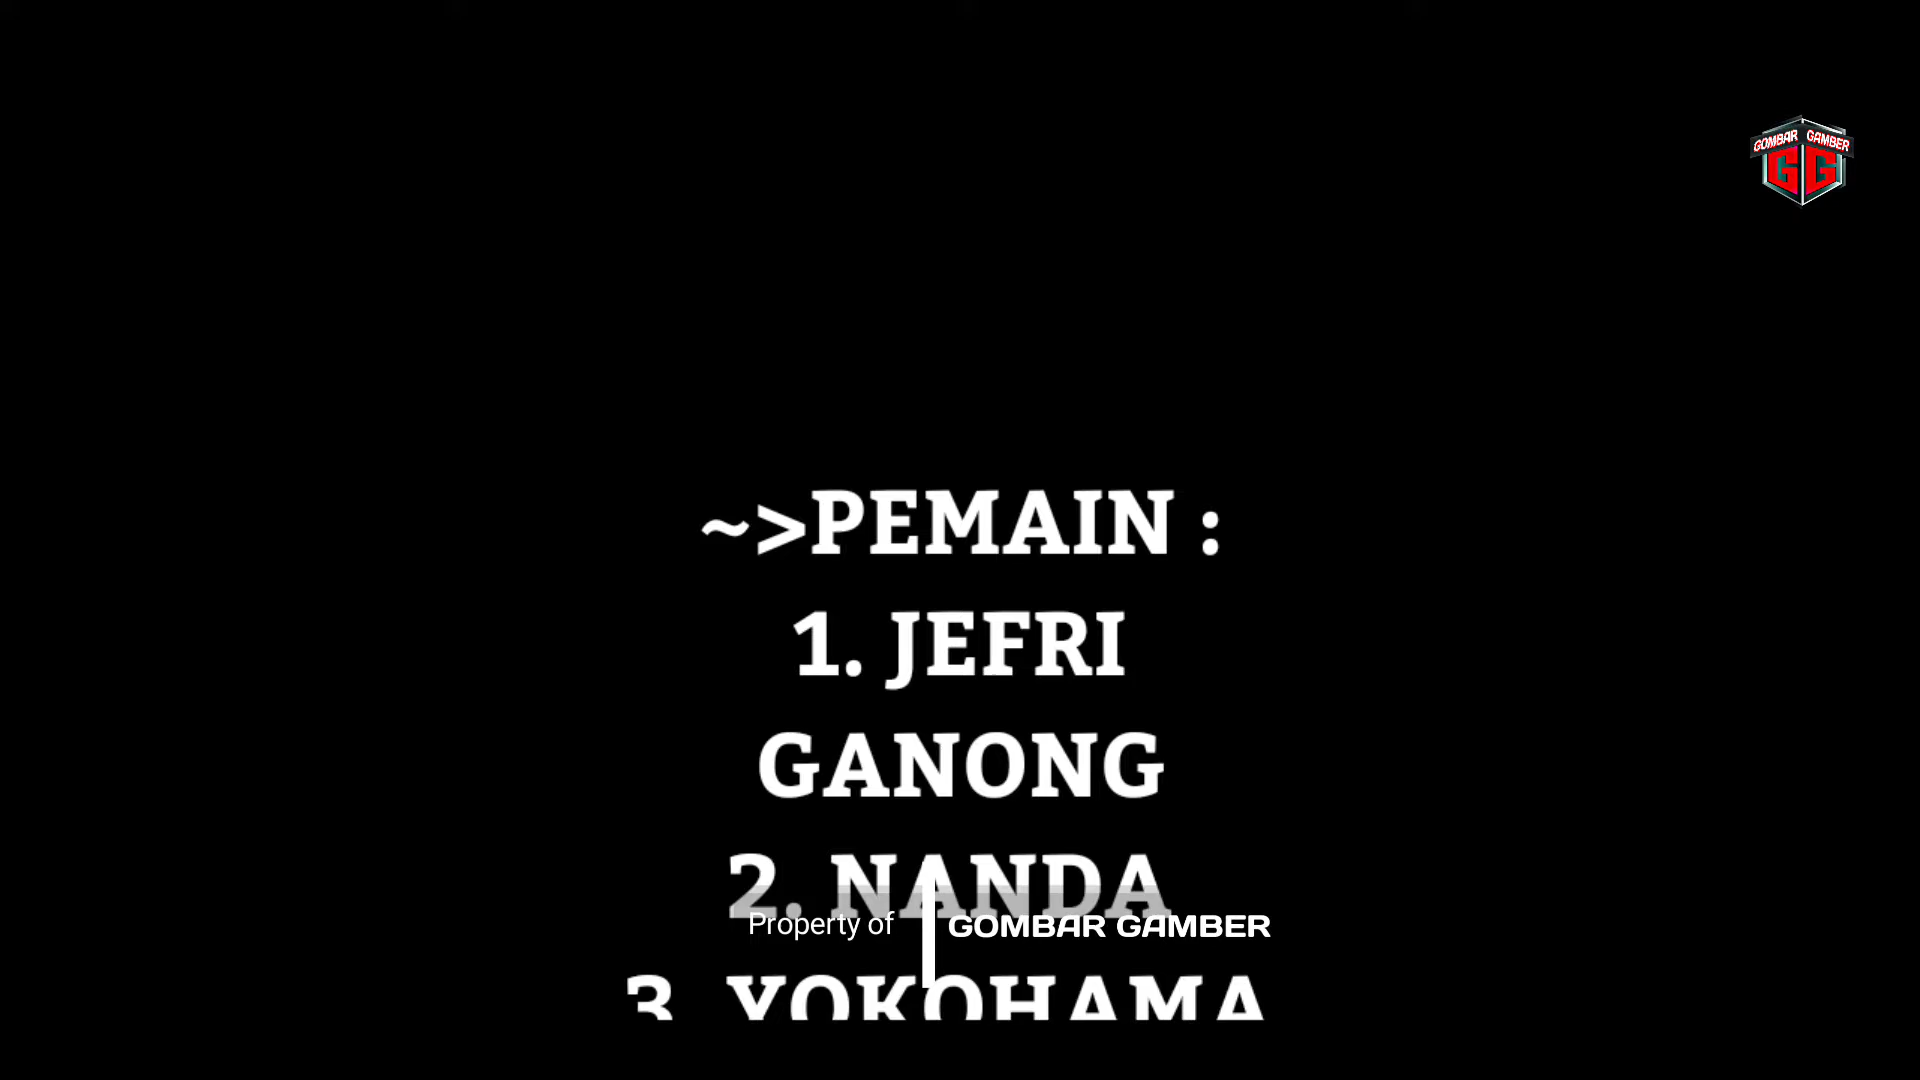 GOMBAR GAMBER
GG
~>PEMAIN :
1. JEFRI
GANONG
2. NANDA
Property of GOMBAR GAMBER
3. YOKOHAMA